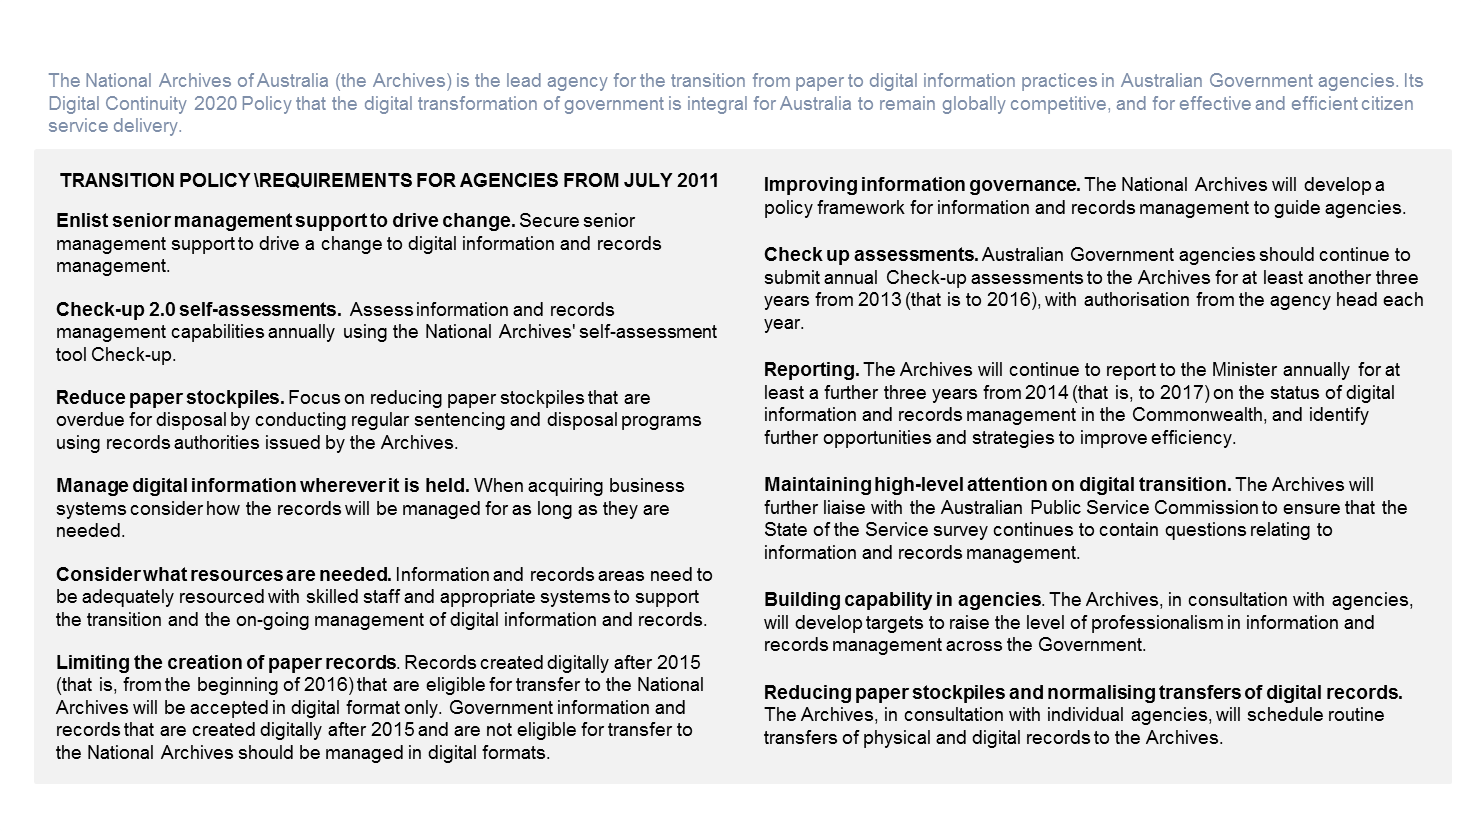 The National Archives of Australia (the Archives) is the lead agency for the transition from paper to digital information practices in Australian Government agencies. Its
Digital Continuity 2020 Policy that the digital transformation of government is integral for Australia to remain globally competitive, and for effective and efficient citizen
service delivery.
TRANSITION POLICY \REQUIREMENTS FOR AGENCIES FROM JULY 2011
Enlist senior management support to drive change. Secure senior
management support to drive a change to digital information and records
management.
Check-up 2.0 self-assessments. Assess information and records
management capabilities annually using the National Archives' self-assessment
tool Check-up.
Reduce paper stockpiles. Focus on reducing paper stockpiles that are
overdue for disposal by conducting regular sentencing and disposal programs
using records authorities issued by the Archives.
Manage digital information wherever it is held. When acquiring business
systems consider how the records will be managed for as long as they are
needed.
Consider what resources are needed. Information and records areas need to
be adequately resourced with skilled staff and appropriate systems to support
the transition and the on-going management of digital information and records.
Limiting the creation of paper records. Records created digitally after 2015
(that is, from the beginning of 2016) that are eligible for transfer to the National
Archives will be accepted in digital format only. Government information and
records that are created digitally after 2015 and are not eligible for transfer to
the National Archives should be managed in digital formats.
Improving information governance. The National Archives will develop a
policy framework for information and records management to guide agencies.
Check up assessments. Australian Government agencies should continue to
submit annual Check-up assessments to the Archives for at least another three
years from 2013 (that is to 2016), with authorisation from the agency head each
year.
Reporting. The Archives will continue to report to the Minister annually for at
least a further three years from 2014 (that is, to 2017) on the status of digital
information and records management in the Commonwealth, and identify
further opportunities and strategies to improve efficiency.
Maintaining high-level attention on digital transition. The Archives will
further liaise with the Australian Public Service Commission to ensure that the
State of the Service survey continues to contain questions relating to
information and records management.
Building capability in agencies. The Archives, in consultation with agencies,
will develop targets to raise the level of professionalism in information and
records management across the Government.
Reducing paper stockpiles and normalising transfers of digital records.
The Archives, in consultation with individual agencies, will schedule routine
transfers of physical and digital records to the Archives.